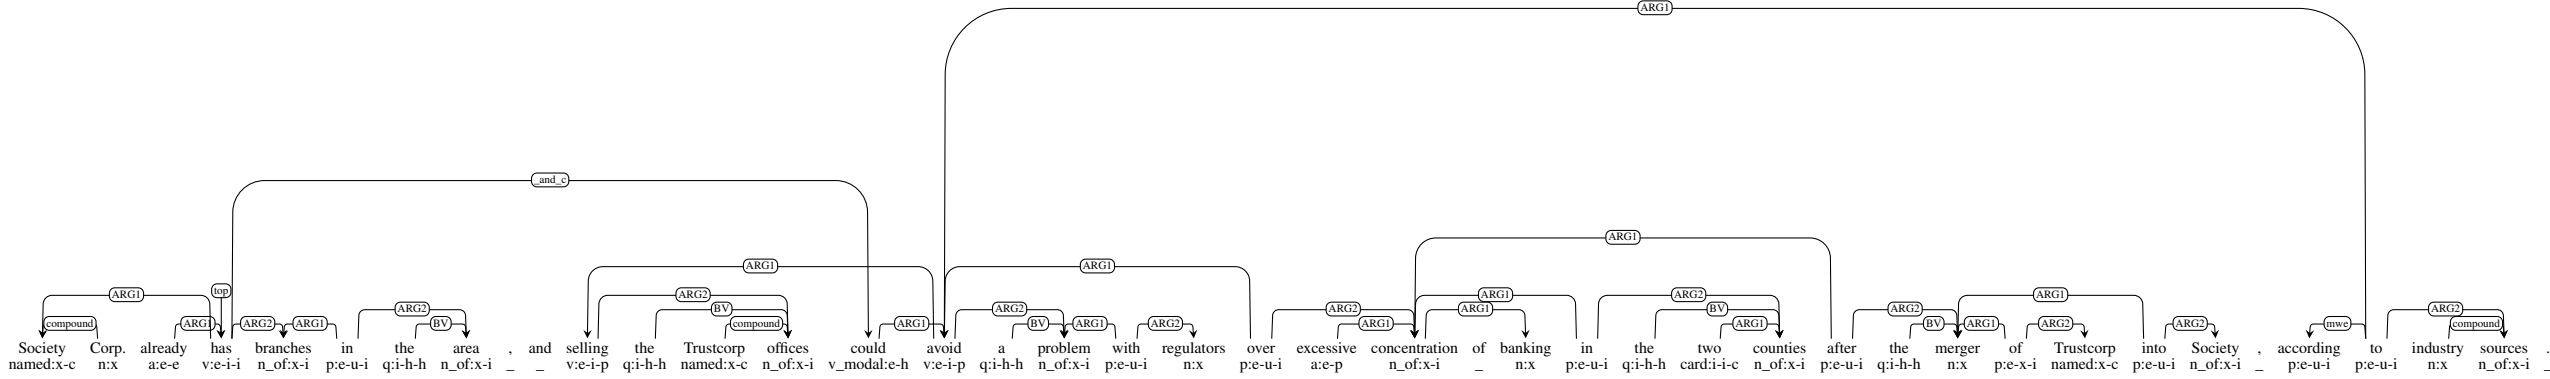 ARG1
_and_c
ARG1
ARG1 ARG1
ARG1 top ARG2 ARG1 ARG2 ARG1
ARG2 BV ARG2 ARG2 ARG1 BV ARG2 ARG2
compound ARG1 ARG2 ARG1 BV compound ARG1 BV ARG1 ARG2 ARG1 ARG1 BV ARG1 ARG2 ARG2 mwe compound
Society Corp. already has branches in the area , and selling the Trustcorp offices could avoid a problem with regulators over excessive concentration of banking in the two counties after the merger of Trustcorp into Society , according to industry sources .
named:x-c n:x a:e-e v:e-i-i n_of:x-i p:e-u-i q:i-h-h n_of:x-i _ _ v:e-i-p q:i-h-h named:x-c n_of:x-i v_modal:e-h v:e-i-p q:i-h-h n_of:x-i p:e-u-i n:x p:e-u-i a:e-p n_of:x-i _ n:x p:e-u-i q:i-h-h card:i-i-c n_of:x-i p:e-u-i q:i-h-h n:x p:e-x-i named:x-c p:e-u-i n_of:x-i _ p:e-u-i p:e-u-i n:x n_of:x-i _